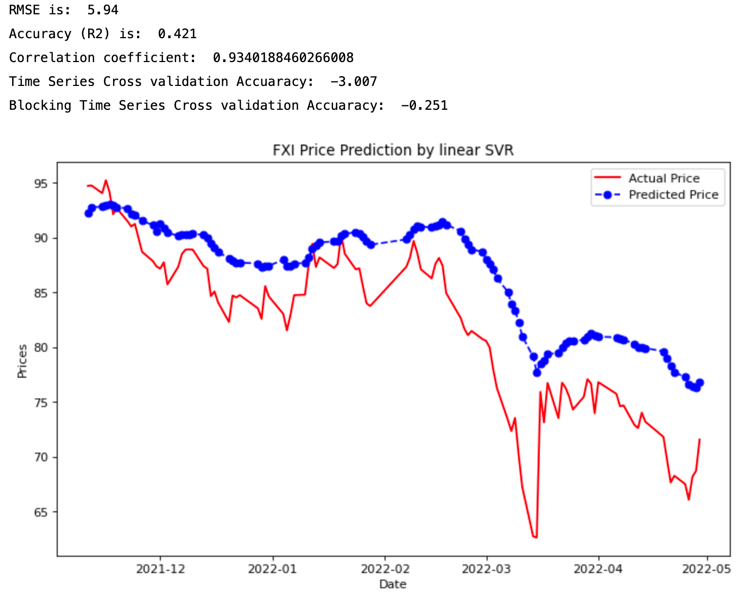 RMSE is:  5.94
Accuracy (R2) is:  0.421
Correlation coefficient:  0.9340188460266008
Time Series Cross validation Accuaracy:  -3.007
Blocking Time Series Cross validation Accuaracy:  -0.251
FXI Price Prediction by linear SVR
Actual Price
Predicted Price
95
90
85
80
75
70
65
Prices
2021-12 2022-01 2022-02 2022-03 2022-04 2022-05
Date